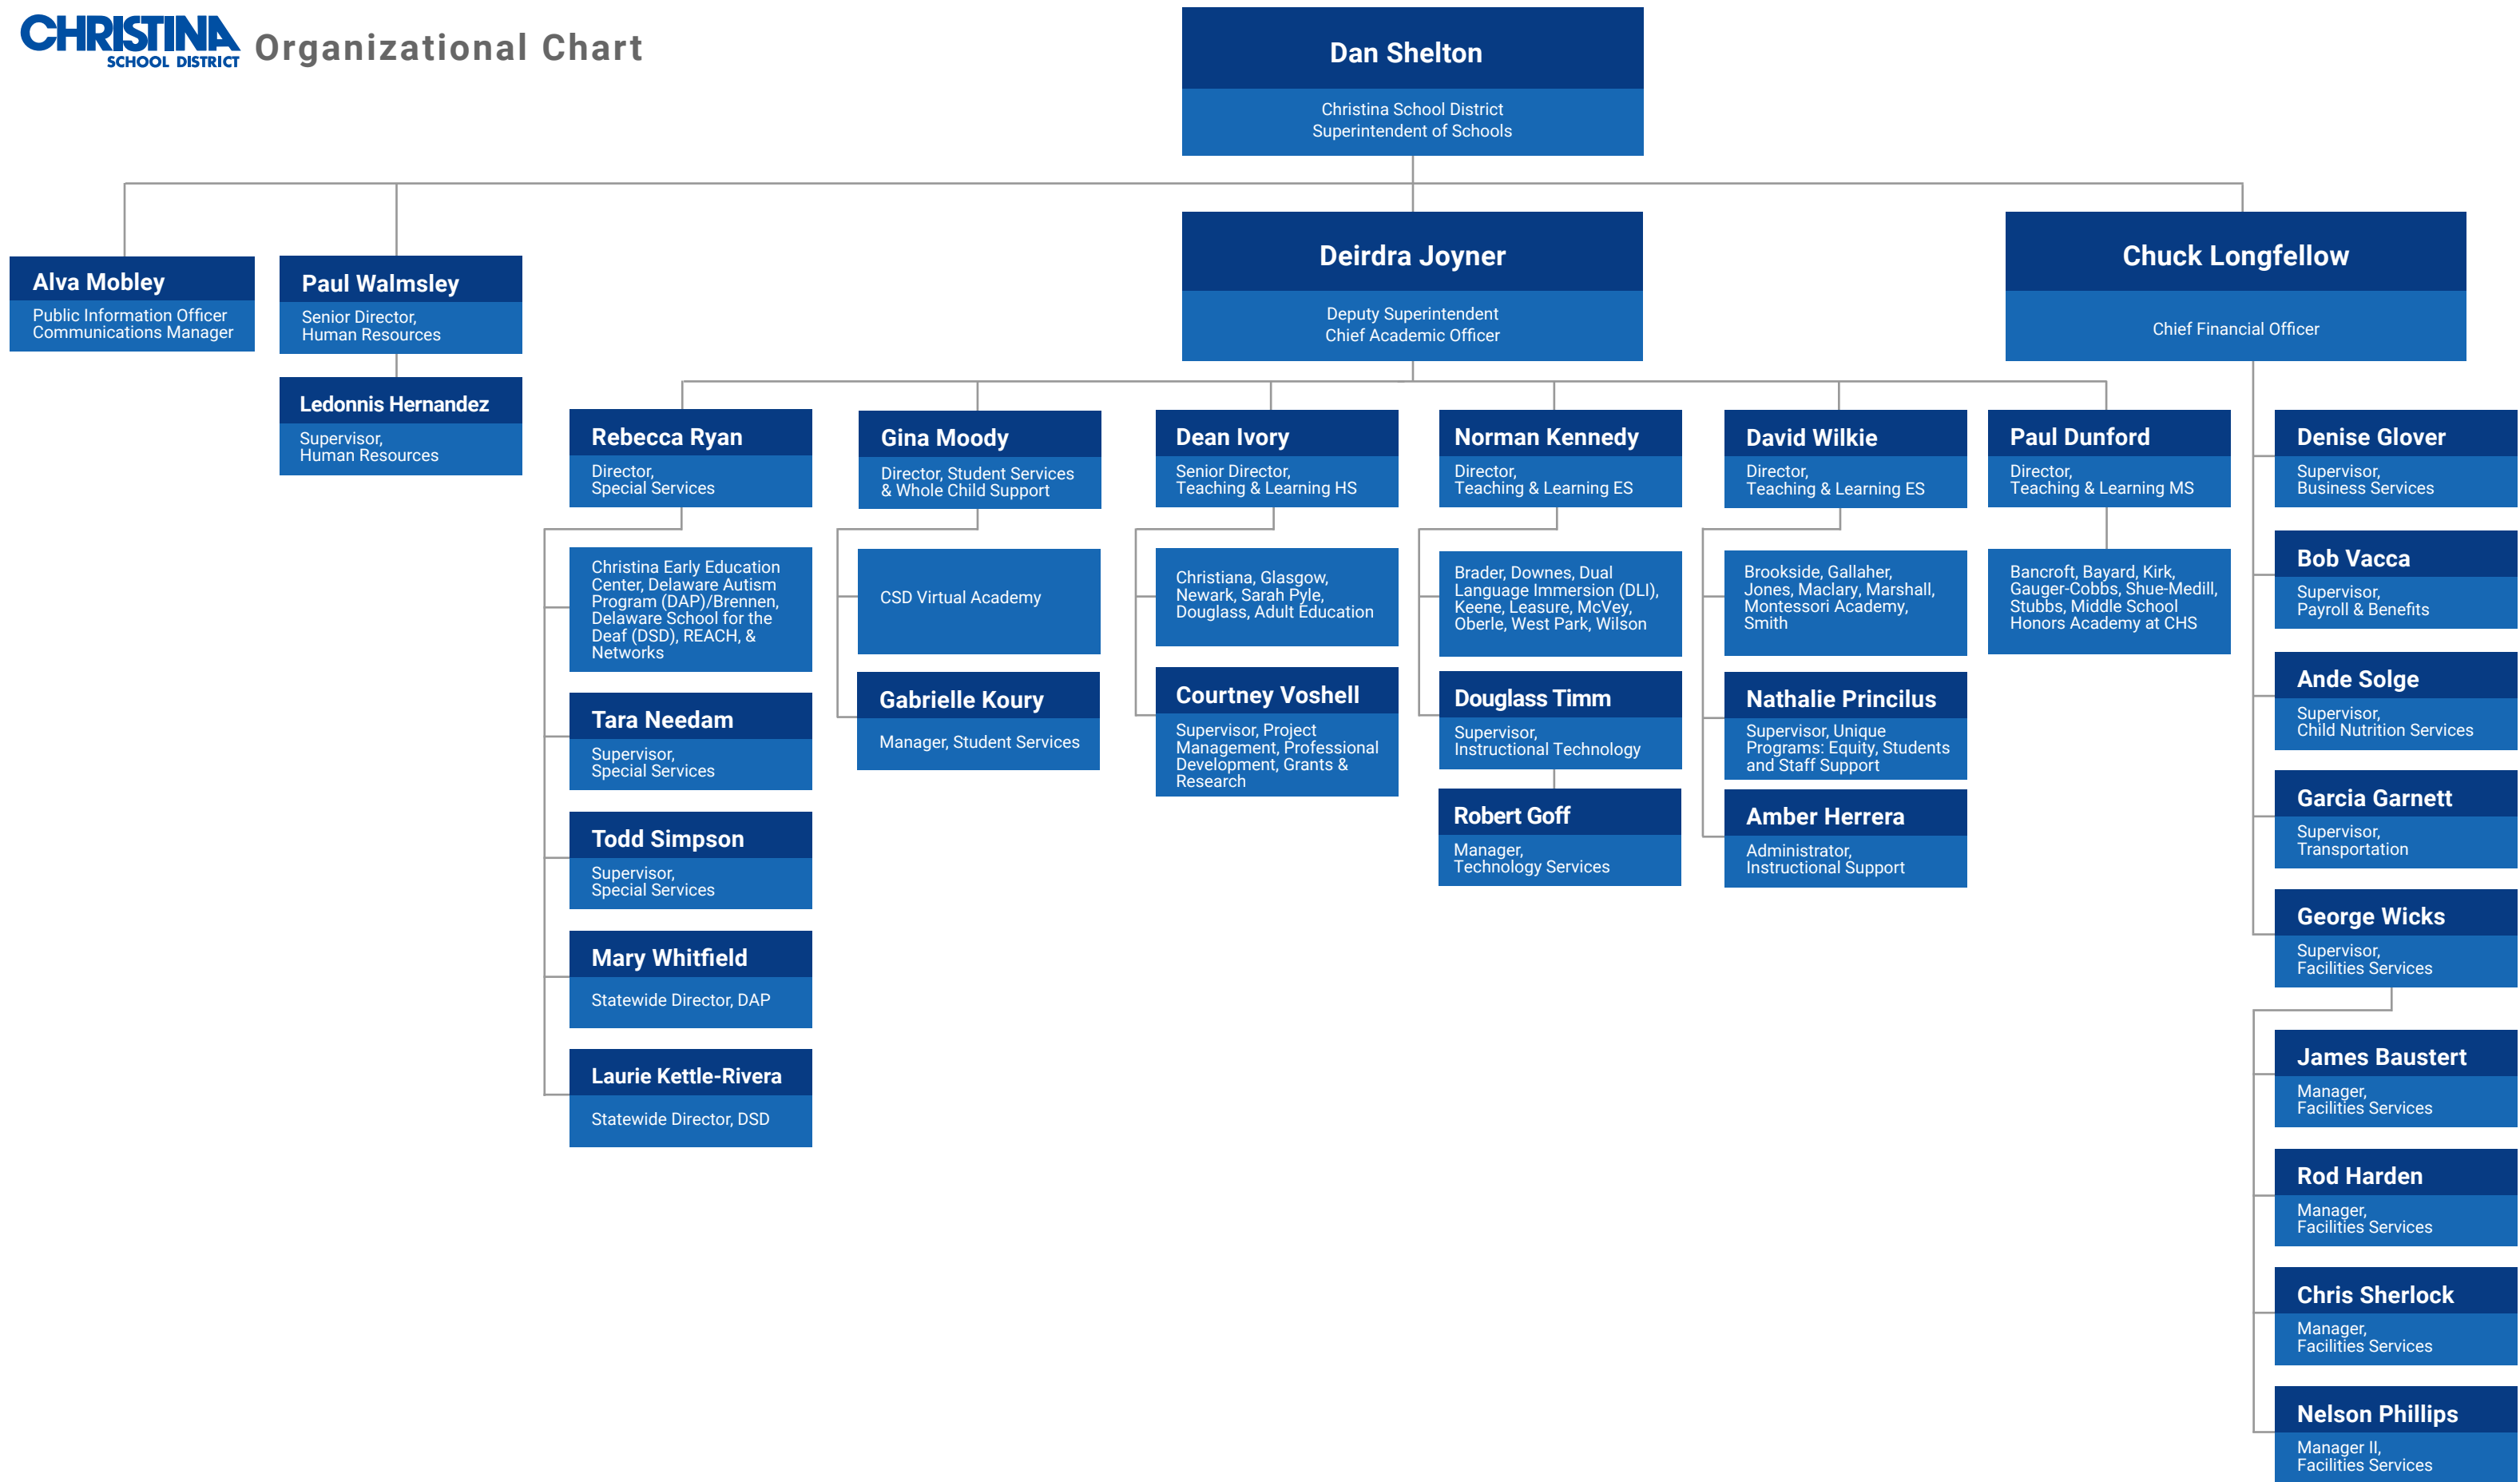 CHRISTINA
SCHOOL DISTRICT
Organizational Chart
Dan Shelton
Christina School District
Superintendent of Schools
Alva Mobley
Public Information Officer
Communications Manager
Paul Walmsley
Senior Director,
Human Resources
Ledonnis Hernandez
Supervisor,
Human Resources
Deirdra Joyner
Deputy Superintendent
Chief Academic Officer
Chuck Longfellow
Chief Financial Officer
Rebecca Ryan
Director,
Special Services
Christina Early Education
Center, Delaware Autism
Program (DAP)/Brennen,
Delaware School for the
Deaf (DSD), REACH, &
Networks
Tara Needam
Supervisor,
Special Services
Todd Simpson
Supervisor,
Special Services
Mary Whitfield
Statewide Director, DAP
Laurie Kettle-Rivera
Statewide Director, DSD
Gina Moody
Director, Student Services
& Whole Child Support
CSD Virtual Academy
Gabrielle Koury
Manager, Student Services
Dean Ivory
Senior Director,
Teaching & Learning HS
Christiana, Glasgow,
Newark, Sarah Pyle,
Douglass, Adult Education
Courtney Voshell
Supervisor, Project
Management, Professional
Development, Grants &
Research
Norman Kennedy
Director,
Teaching & Learning ES
Brader, Downes, Dual
Language Immersion (DLI),
Keene, Leasure, McVey,
Oberle, West Park, Wilson
Douglass Timm
Supervisor,
Instructional Technology
Robert Goff
Manager,
Technology Services
David Wilkie
Director,
Teaching & Learning ES
Brookside, Gallaher,
Jones, Maclary, Marshall,
Montessori Academy,
Smith
Nathalie Princilus
Supervisor, Unique
Programs: Equity, Students
and Staff Support
Amber Herrera
Administrator,
Instructional Support
Paul Dunford
Director,
Teaching & Learning MS
Bancroft, Bayard, Kirk,
Gauger-Cobbs, Shue-Medill,
Stubbs, Middle School
Honors Academy at CHS
Denise Glover
Supervisor,
Business Services
Bob Vacca
Supervisor,
Payroll & Benefits
Ande Solge
Supervisor,
Child Nutrition Services
Garcia Garnett
Supervisor,
Transportation
George Wicks
Supervisor,
Facilities Services
James Baustert
Manager,
Facilities Services
Rod Harden
Manager,
Facilities Services
Chris Sherlock
Manager,
Facilities Services
Nelson Phillips
Manager II,
Facilities Services